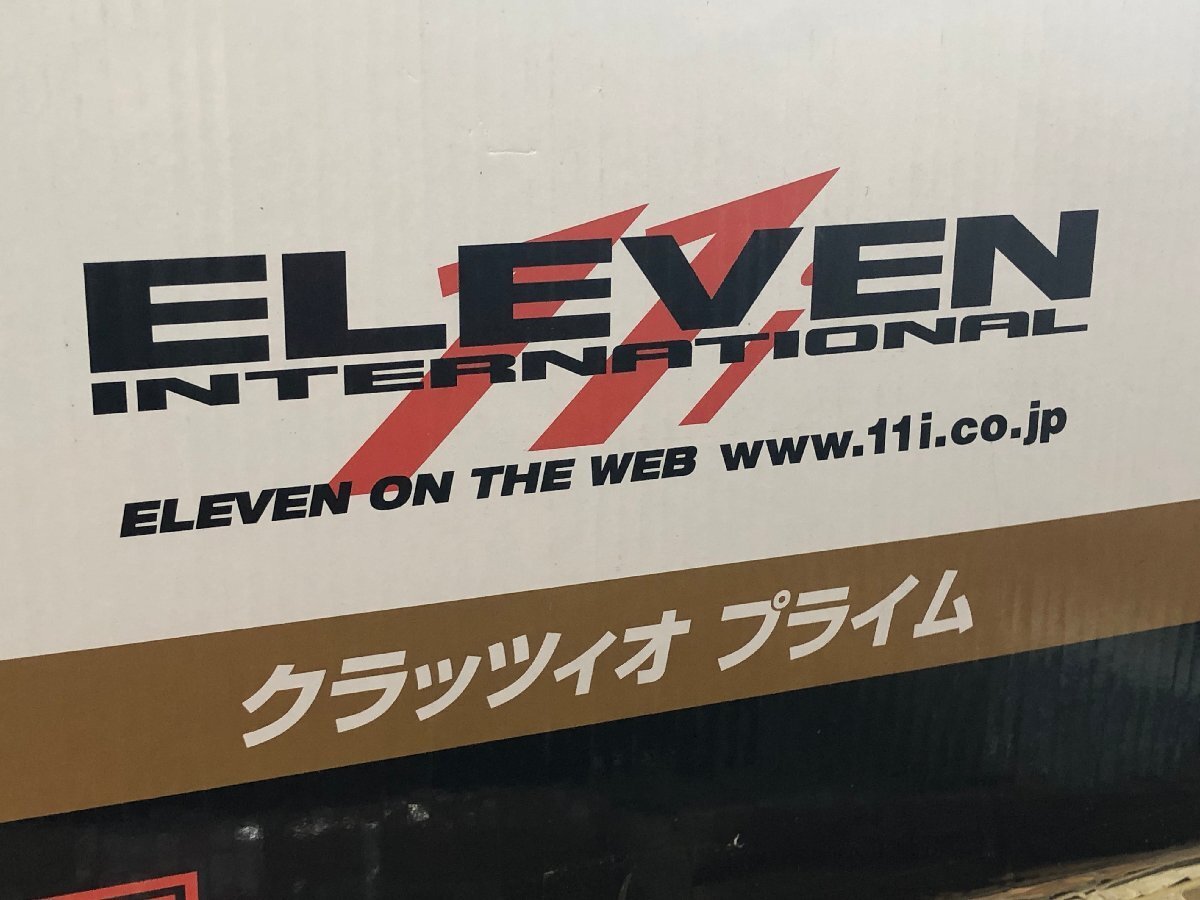 ELEVEN
INTERNATIONAL
ELEVEN ON THE WEB www.11i.co.jp
クラッツィオ プライム